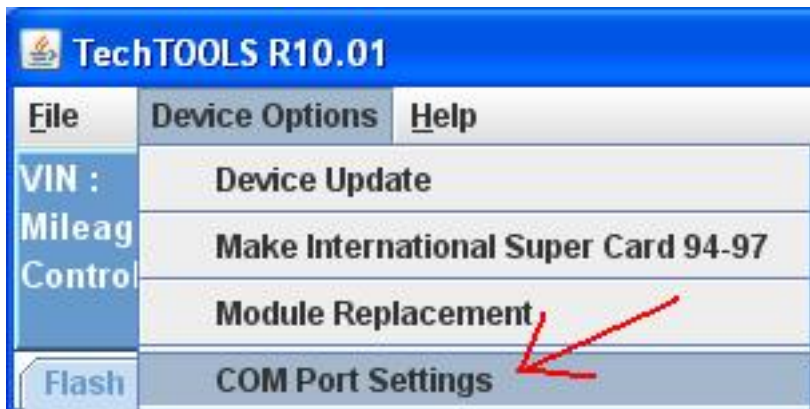 TechTOOLS R10.01
File Device Options Help
VIN :
Device Update
Mileag
Make International Super Card 94-97
Control
Module Replacement
Flash
COM Port Settings